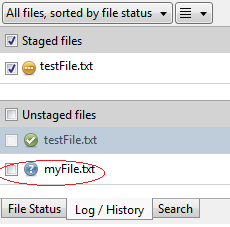 All files, sorted by file status
Staged files
testFile.txt
Unstaged files
testFile.txt
myFile.txt
File Status Log / History Search